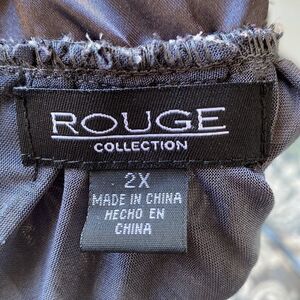 ROUGE
COLLECTION
2X
MADE IN CHINA
HECHO EN
CHINA